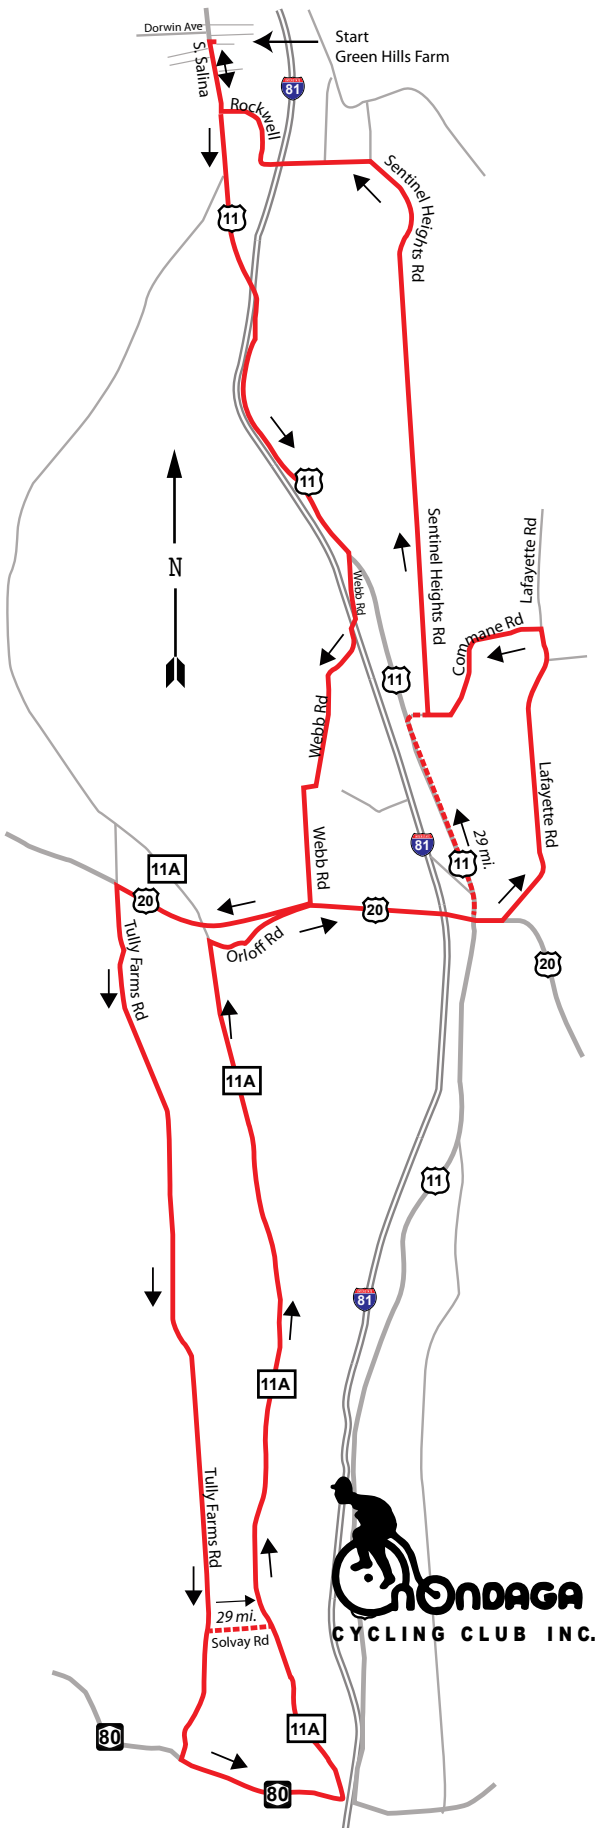 Dorwin Ave
Start
Green Hills Farm
S. Salina
81
Rockwell
Sentinel Heights Rd
11
11
Sentinel Heights Rd
Lafayette Rd
N
Webb Rd
Commane Rd
11
Webb Rd
Lafayette Rd
81
29 mi.
11
11A
Webb Rd
20
20
Tully Farms Rd
Orloff Rd
20
11A
11
81
11A
Tully Farms Rd
ONONDAGA
CYCLING CLUB INC.
29 mi.
Solvay Rd
11A
80
80